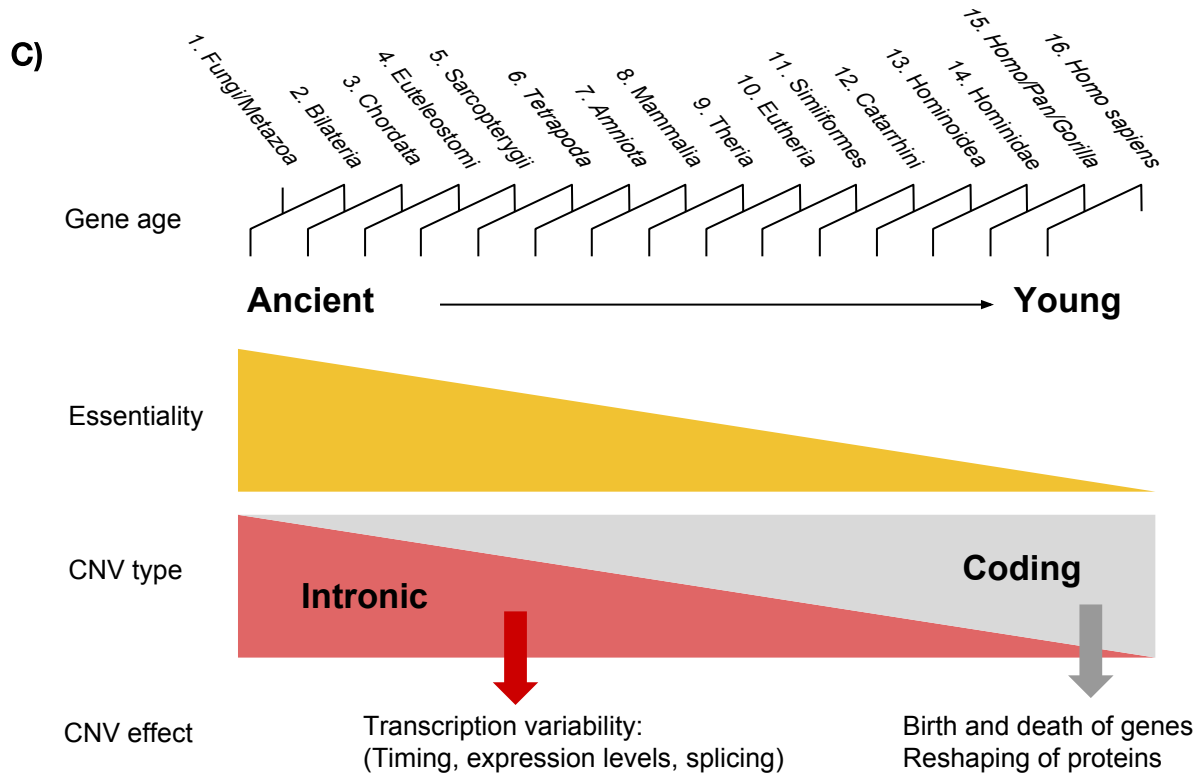 C)
1. Fungi/Metazoa
2. Bilateria
3. Chordata
4. Euteleostomi
5. Sarcopterygii
6. Tetrapoda
7. Amniota
8. Mammalia
9. Theria
10. Eutheria
11. Simiiformes
12. Catarrhini
13. Hominoidea
14. Hominidae
15. Homo/Pan/Gorilla
16. Homo sapiens
Gene age
Ancient
Young
Essentiality
CNV type
Intronic
Coding
CNV effect
Transcription variability:
(Timing, expression levels, splicing)
Birth and death of genes
Reshaping of proteins